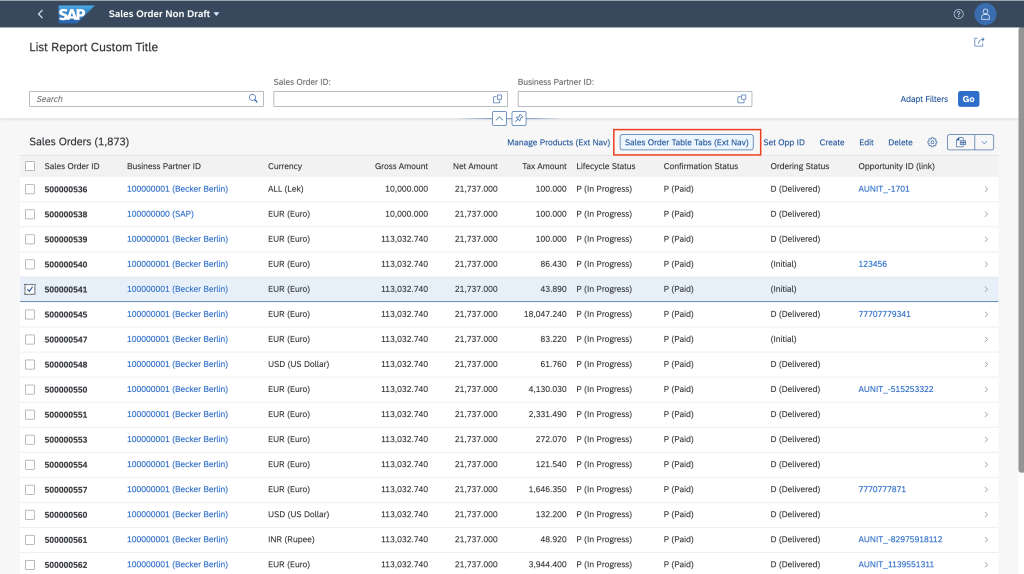 SAP Sales Order Non Draft
List Report Custom Title
Sales Order ID: Business Partner ID:
Search Adapt Filters Go
Sales Orders (1,873) Manage Products (Ext Nav) Sales Order Table Tabs (Ext Nav) Set Opp ID Create Edit Delete
Sales Order ID Business Partner ID Currency Gross Amount Net Amount Tax Amount Lifecycle Status Confirmation Status Ordering Status Opportunity ID (link)
500000536 100000001 (Becker Berlin) ALL (Lek) 10,000.000 21,737.000 100.000 P (In Progress) P (Paid) D (Delivered) AUNIT_-1701
500000538 100000000 (SAP) EUR (Euro) 10,000.000 21,737.000 100.000 P (In Progress) P (Paid) D (Delivered)
500000539 100000001 (Becker Berlin) EUR (Euro) 113,032.740 21,737.000 100.000 P (In Progress) P (Paid) D (Delivered)
500000540 100000001 (Becker Berlin) EUR (Euro) 113,032.740 21,737.000 86.430 P (In Progress) P (Paid) (Initial) 123456
500000541 100000001 (Becker Berlin) EUR (Euro) 113,032.740 21,737.000 43.890 P (In Progress) P (Paid) (Initial)
500000545 100000001 (Becker Berlin) EUR (Euro) 113,032.740 21,737.000 18,047.240 P (In Progress) P (Paid) D (Delivered) 77707779341
500000547 100000001 (Becker Berlin) EUR (Euro) 113,032.740 21,737.000 83.220 P (In Progress) P (Paid) (Initial)
500000548 100000001 (Becker Berlin) USD (US Dollar) 113,032.740 21,737.000 61.760 P (In Progress) P (Paid) D (Delivered)
500000550 100000001 (Becker Berlin) EUR (Euro) 113,032.740 21,737.000 4,130.030 P (In Progress) P (Paid) D (Delivered) AUNIT_-515253322
500000551 100000001 (Becker Berlin) EUR (Euro) 113,032.740 21,737.000 2,331.490 P (In Progress) P (Paid) D (Delivered)
500000553 100000001 (Becker Berlin) EUR (Euro) 113,032.740 21,737.000 272.070 P (In Progress) P (Paid) D (Delivered)
500000554 100000001 (Becker Berlin) EUR (Euro) 113,032.740 21,737.000 121.540 P (In Progress) P (Paid) D (Delivered)
500000557 100000001 (Becker Berlin) EUR (Euro) 113,032.740 21,737.000 1,646.350 P (In Progress) P (Paid) D (Delivered) 7770777871
500000560 100000001 (Becker Berlin) USD (US Dollar) 113,032.740 21,737.000 132.200 P (In Progress) P (Paid) D (Delivered)
500000561 100000001 (Becker Berlin) INR (Rupee) 113,032.740 21,737.000 48.920 P (In Progress) P (Paid) D (Delivered) AUNIT_-82975918112
500000562 100000001 (Becker Berlin) EUR (Euro) 113,032.740 21,737.000 3,944.400 P (In Progress) P (Paid) D (Delivered) AUNIT_1139551311